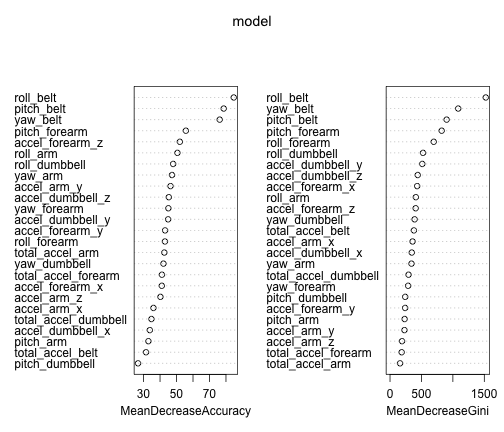 model
roll_belt
pitch_belt
yaw_belt
pitch_forearm
accel_forearm_z
roll_arm
roll_dumbbell
yaw_arm
accel_arm_y
accel_dumbbell_z
yaw_forearm
accel_dumbbell_y
accel_forearm_y
roll_forearm
total_accel_arm
yaw_dumbbell
total_accel_forearm
accel_forearm_x
accel_arm_z
accel_arm_x
total_accel_dumbbell
accel_dumbbell_x
pitch_arm
total_accel_belt
pitch_dumbbell
30 50 70
MeanDecreaseAccuracy
roll_belt
yaw_belt
pitch_belt
pitch_forearm
roll_forearm
roll_dumbbell
accel_dumbbell_y
accel_dumbbell_z
accel_forearm_x
roll_arm
accel_forearm_z
yaw_dumbbell
total_accel_belt
accel_arm_x
accel_dumbbell_x
yaw_arm
total_accel_dumbbell
yaw_forearm
pitch_dumbbell
accel_forearm_y
pitch_arm
accel_arm_y
accel_arm_z
total_accel_forearm
total_accel_arm
0 500 1500
MeanDecreaseGini